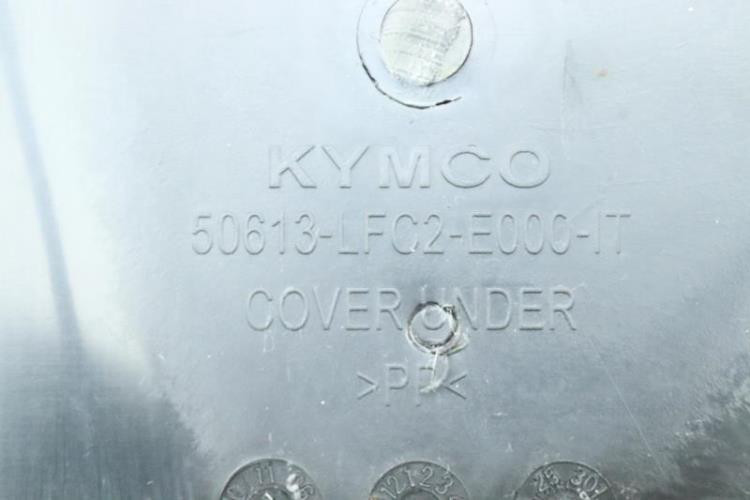 KYMCO
50613-LFC2-E000-IT
COVER UNDER
>PP<